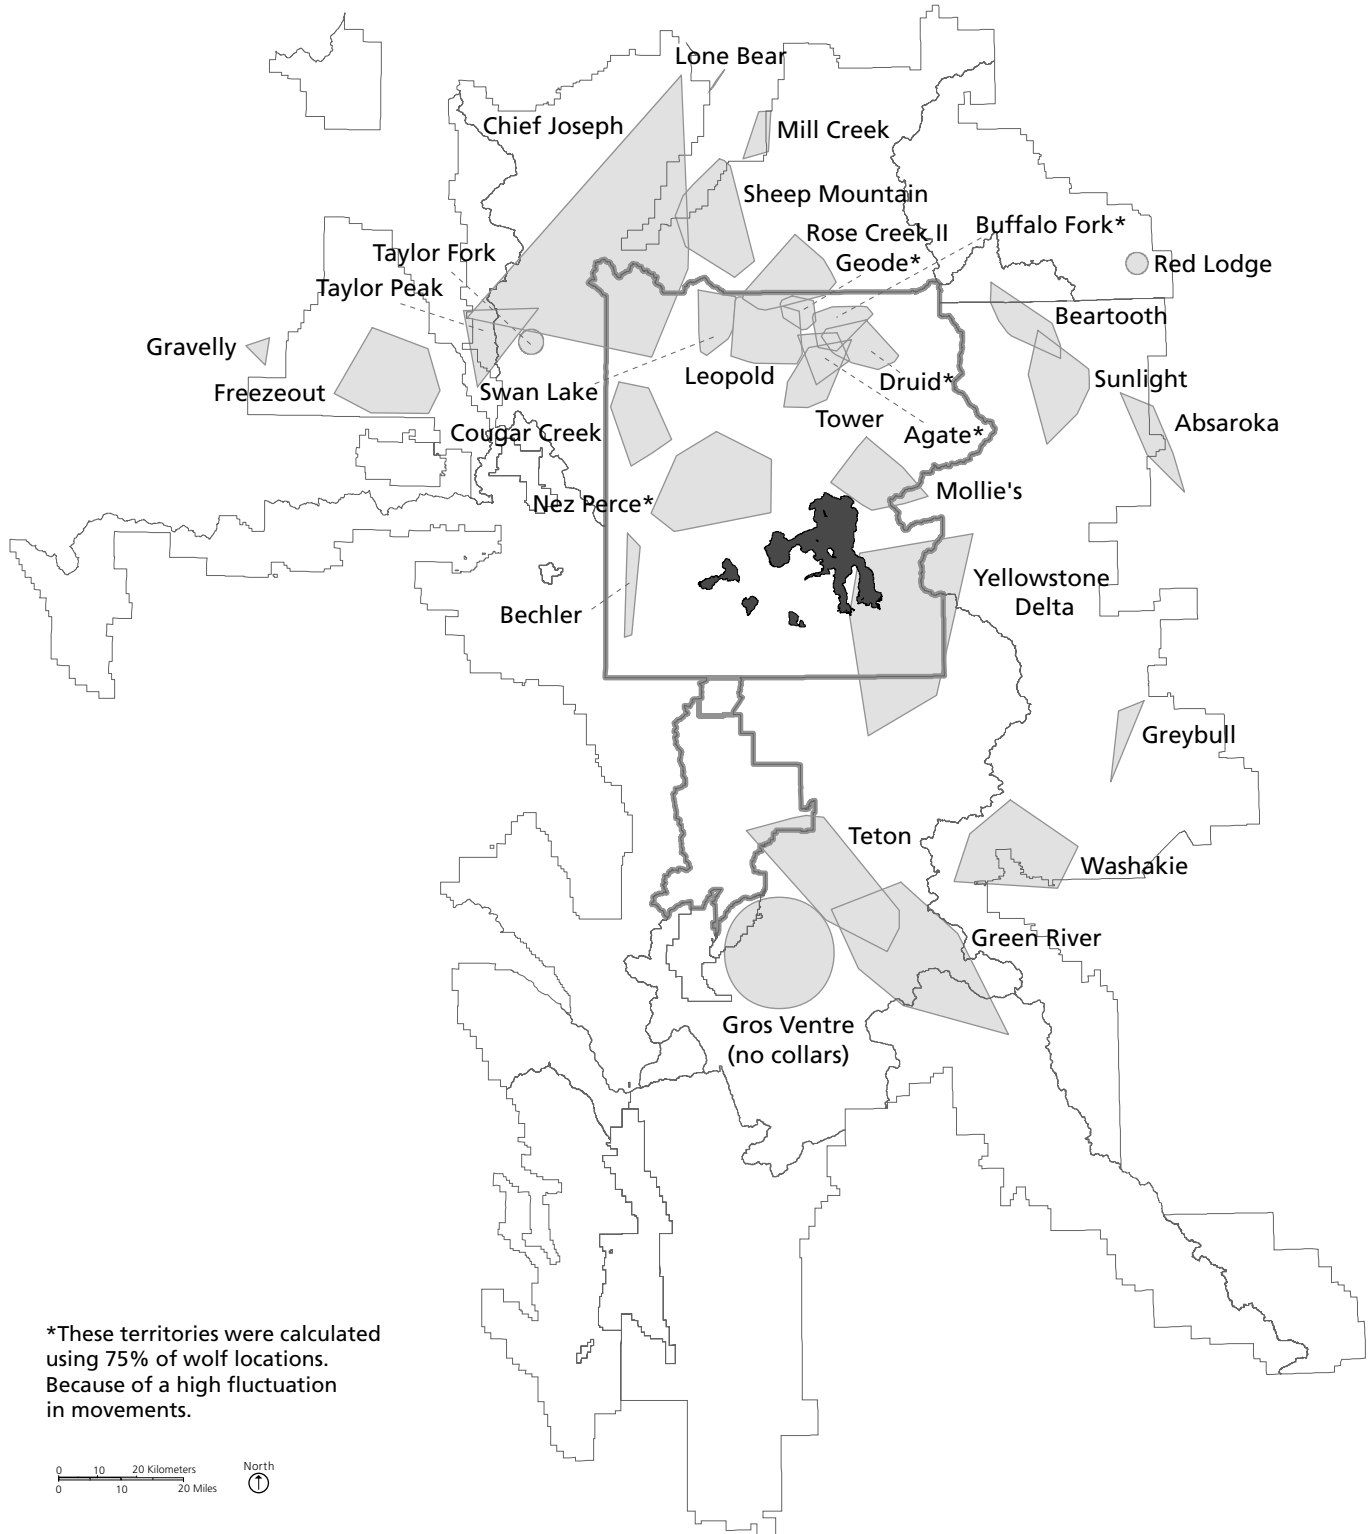 Lone Bear
Chief Joseph
Mill Creek
Sheep Mountain
Rose Creek II
Buffalo Fork*
Geode*
Taylor Fork
Red Lodge
Taylor Peak
Beartooth
Gravelly
Leopold
Druid*
Sunlight
Freezeout
Swan Lake
Tower
Absaroka
Cougar Creek
Agate*
Mollie's
Nez Perce*
Yellowstone
Delta
Bechler
Greybull
Teton
Washakie
Green River
Gros Ventre
(no collars)
*These territories were calculated
using 75% of wolf locations.
Because of a high fluctuation
in movements.
0 10 20 Kilometers
0 10 20 Miles
North